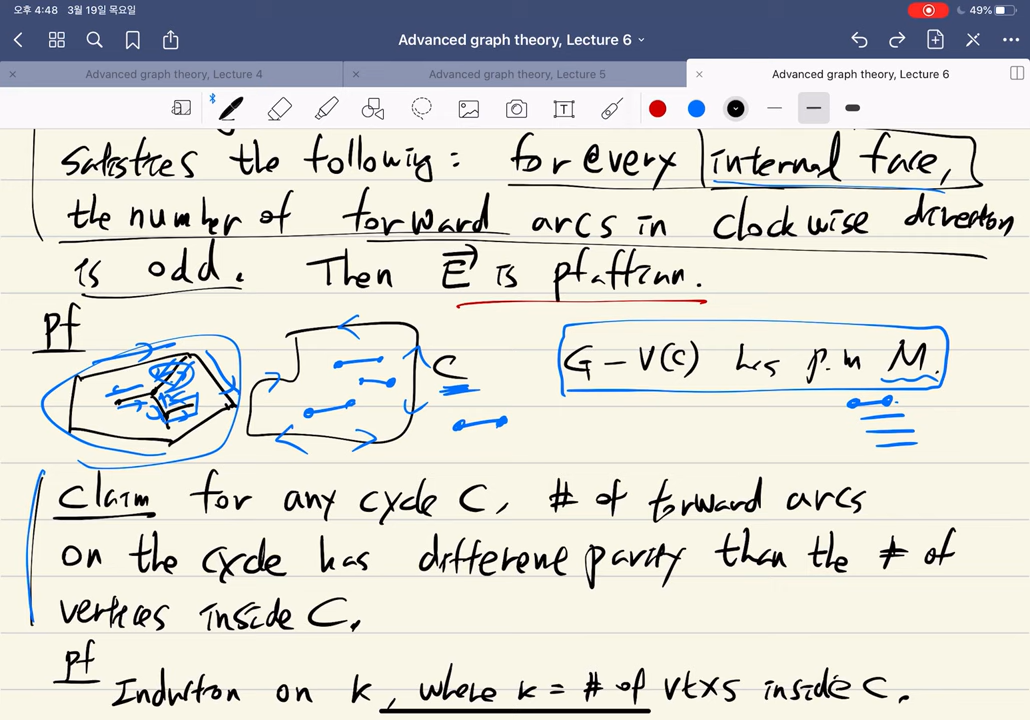 오후 4:48 3월 19일 목요일 49%
Advanced graph theory, Lecture 6
Advanced graph theory, Lecture 4
Advanced graph theory, Lecture 5
Advanced graph theory, Lecture 6
satisfies the following: for every internal face,
the number of forward arcs in clockwise direction
is odd. Then E is pfaffian.
pf
C
G - V(C) has p.m M.
Claim for any cycle C, # of forward arcs
on the cycle has different parity than the # of
vertices inside C.
pf
Induction on k, where k = # of vtxs inside C.